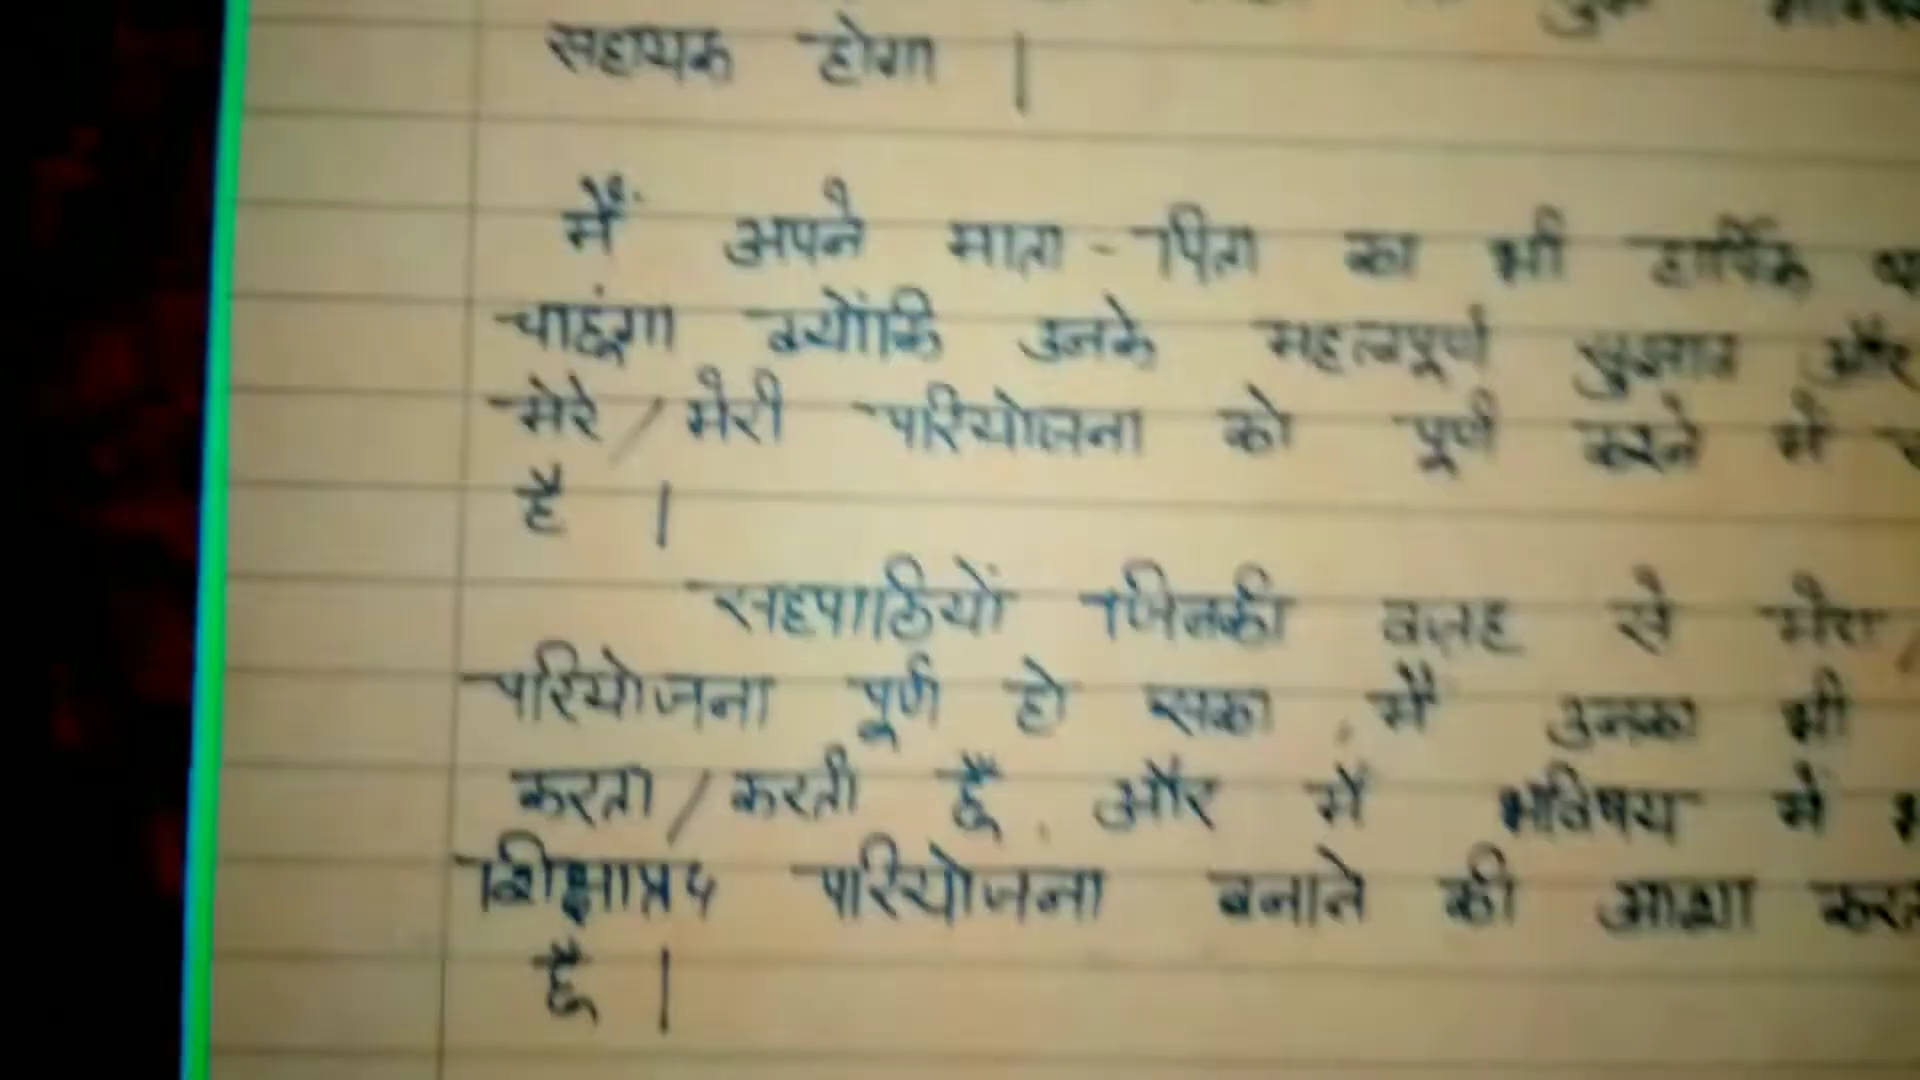 सहायक होगा |
मैं अपने माता - पिता का भी हार्दिक
चाहूंगा क्योंकि उनके महत्वपूर्ण सुझाव और
मेरे / मेरी परियोजना को पूर्ण करने में
है |
सहपाठियों जिनकी वजह से मेरा /
परियोजना पूर्ण हो सका . मैं उनका भी
करता / करती हूँ . और मैं भविषय में
शिक्षाप्रद परियोजना बनाने की आशा
हूँ |